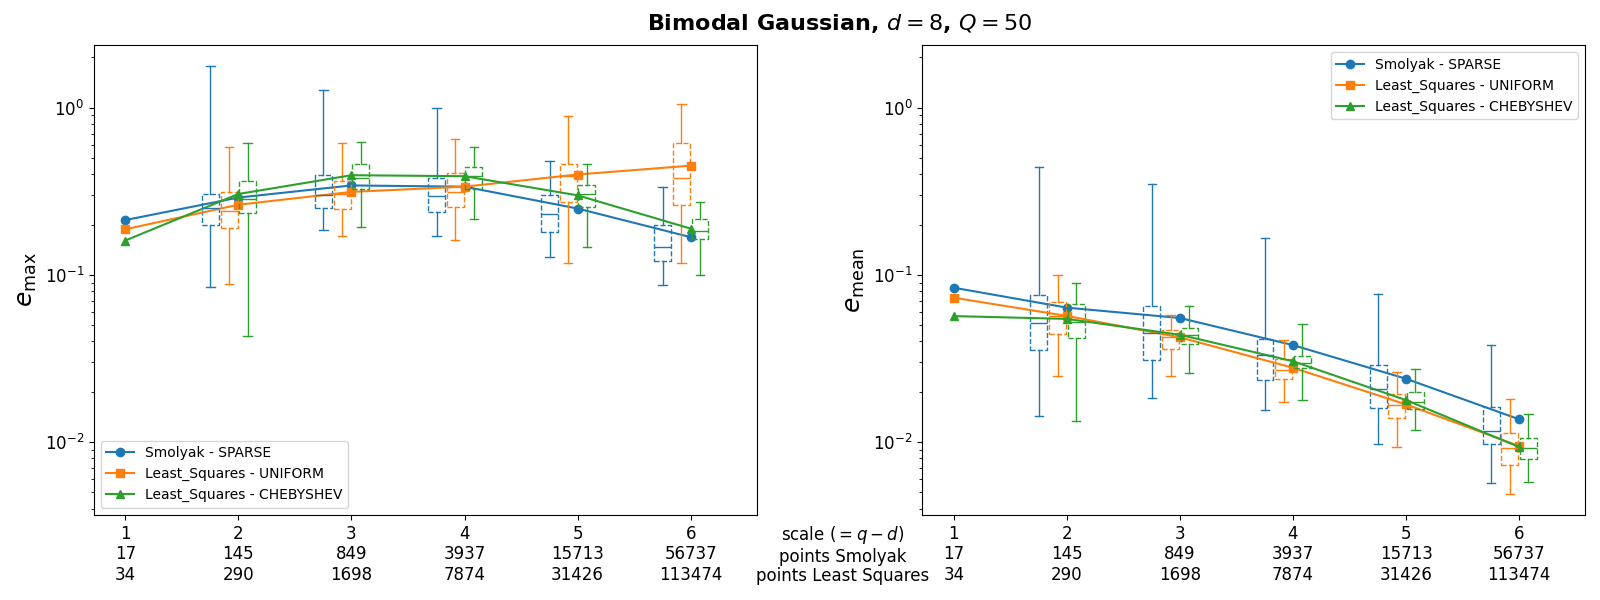 Bimodal Gaussian, d = 8, Q = 50
10⁰
10⁻¹
10⁻²
e_max
Smolyak - SPARSE
Least_Squares - UNIFORM
Least_Squares - CHEBYSHEV
1 2 3 4 5 6
17 145 849 3937 15713 56737
34 290 1698 7874 31426 113474
scale (= q − d)
points Smolyak
points Least Squares
10⁰
10⁻¹
10⁻²
e_mean
Smolyak - SPARSE
Least_Squares - UNIFORM
Least_Squares - CHEBYSHEV
1 2 3 4 5 6
17 145 849 3937 15713 56737
34 290 1698 7874 31426 113474